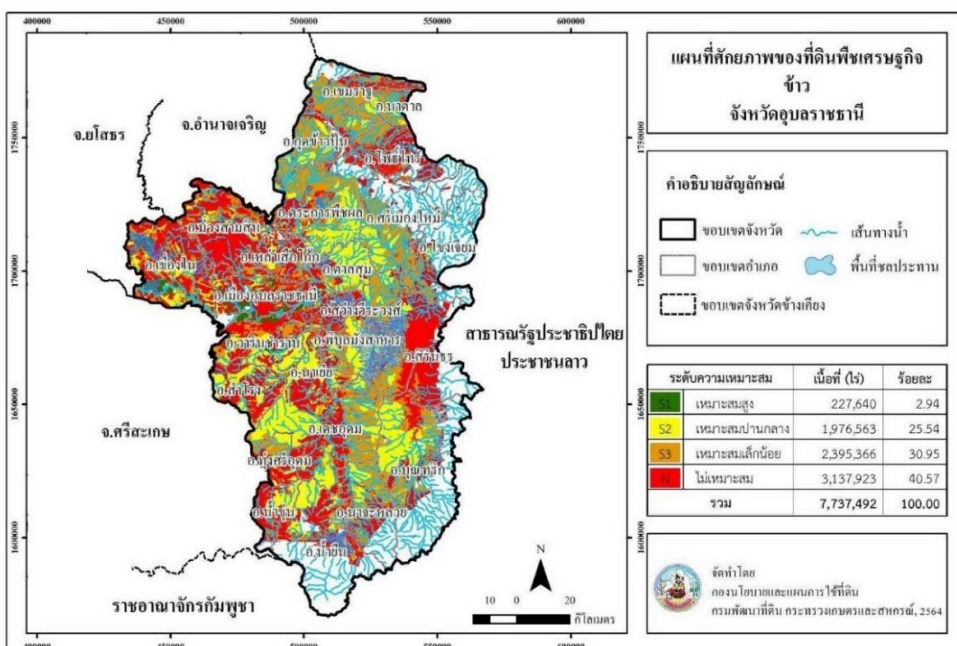 400000 450000 500000 550000 600000
แผนที่ศักยภาพของที่ดินพืชเศรษฐกิจ
ข้าว
จังหวัดอุบลราชธานี
คำอธิบายสัญลักษณ์
ขอบเขตจังหวัด เส้นทางน้ำ
ขอบเขตอำเภอ พื้นที่ชลประทาน
ขอบเขตจังหวัดข้างเคียง
ระดับความเหมาะสม เนื้อที่ (ไร่) ร้อยละ
S1 เหมาะสมสูง 227,640 2.94
S2 เหมาะสมปานกลาง 1,976,563 25.54
S3 เหมาะสมเล็กน้อย 2,395,366 30.95
N ไม่เหมาะสม 3,137,923 40.57
รวม 7,737,492 100.00
จัดทำโดย
กองนโยบายและแผนการใช้ที่ดิน
กรมพัฒนาที่ดิน กระทรวงเกษตรและสหกรณ์, 2564
จ.ยโสธร
จ.อำนาจเจริญ
จ.ศรีสะเกษ
ราชอาณาจักรกัมพูชา
สาธารณรัฐประชาธิปไตย
ประชาชนลาว
อ.เขมราฐ
อ.นาตาล
อ.กุดข้าวปุ้น
อ.โพธิ์ไทร
อ.ตระการพืชผล
อ.ศรีเมืองใหม่
อ.ม่วงสามสิบ
อ.โขงเจียม
อ.เหล่าเสือโก้ก
อ.เขื่องใน
อ.ตาลสุม
อ.เมืองอุบลราชธานี
อ.สว่างวีระวงศ์
อ.วารินชำราบ
อ.พิบูลมังสาหาร
อ.สิรินธร
อ.นาเยีย
อ.สำโรง
อ.เดชอุดม
อ.ทุ่งศรีอุดม
อ.บุณฑริก
อ.น้ำขุ่น
อ.นาจะหลวย
อ.น้ำยืน
N
10 0 20
กิโลเมตร
1750000
1700000
1650000
1600000
1750000
1700000
1650000
1600000
400000 450000 500000 550000 600000